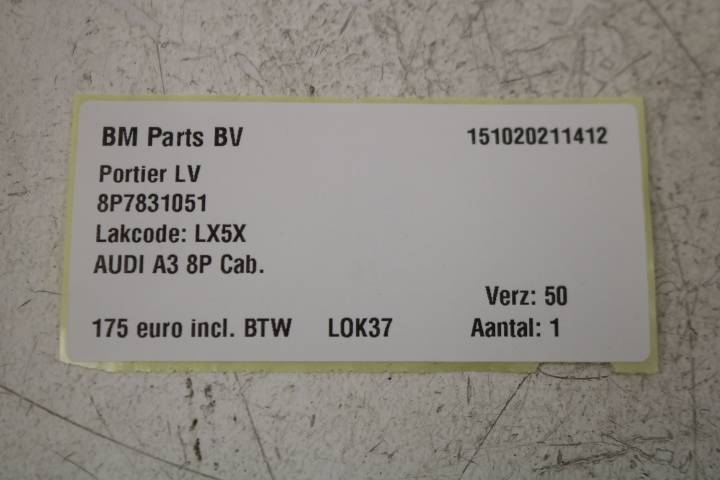 BM Parts BV 151020211412
Portier LV
8P7831051
Lakcode: LX5X
AUDI A3 8P Cab.
Verz: 50
175 euro incl. BTW LOK37 Aantal: 1